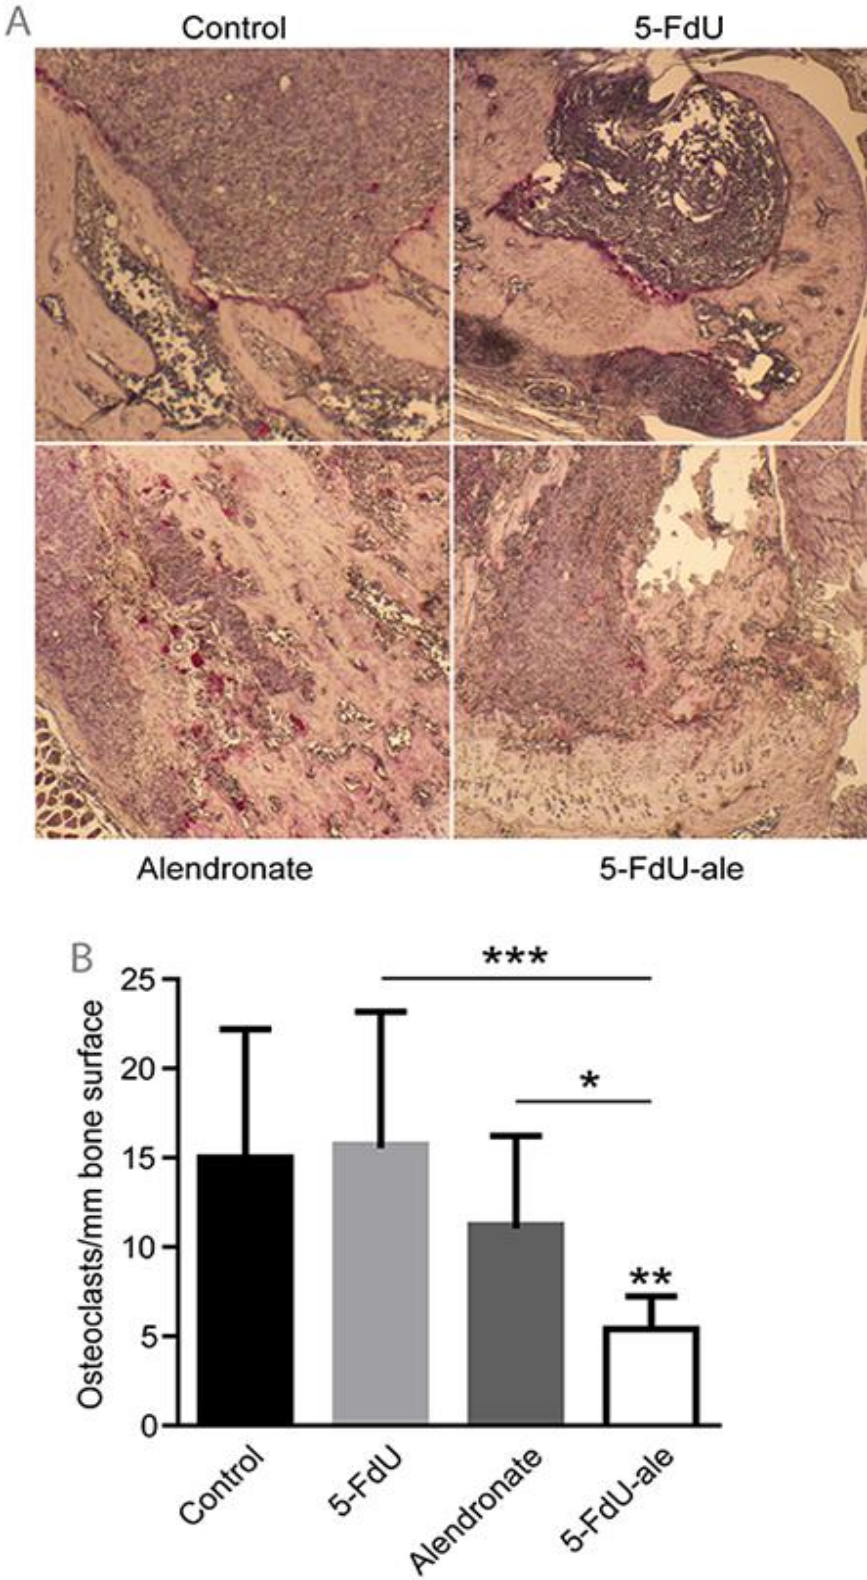 A
Control 5-FdU
Alendronate 5-FdU-ale
B
***
*
**
25
20
15
10
5
0
Osteoclasts/mm bone surface
Control 5-FdU Alendronate 5-FdU-ale